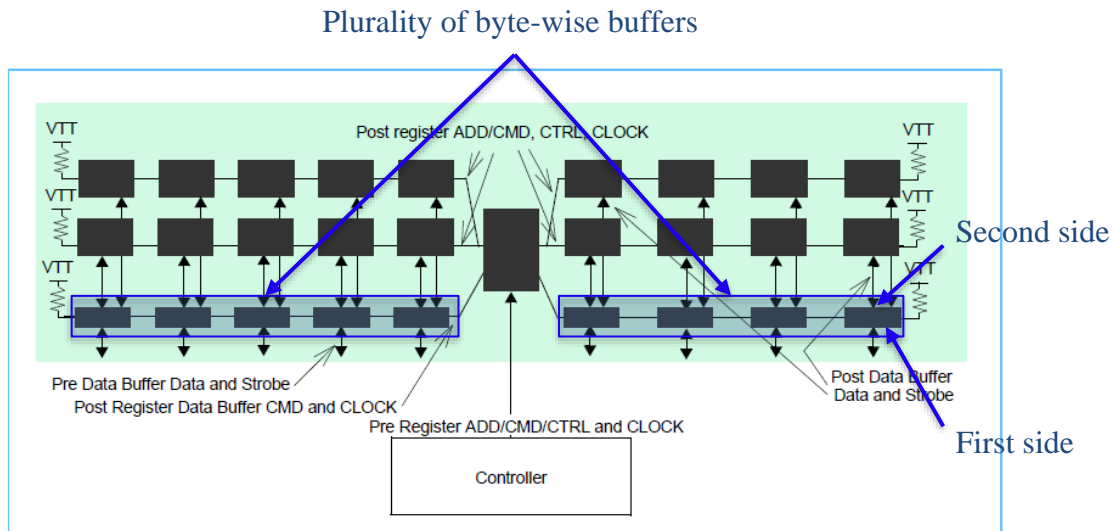 Plurality of byte-wise buffers
VTT
Post register ADD/CMD, CTRL, CLOCK
VTT
VTT
VTT
Second side
VTT
VTT
Pre Data Buffer Data and Strobe
Post Register Data Buffer CMD and CLOCK
Post Data Buffer
Data and Strobe
Pre Register ADD/CMD/CTRL and CLOCK
First side
Controller